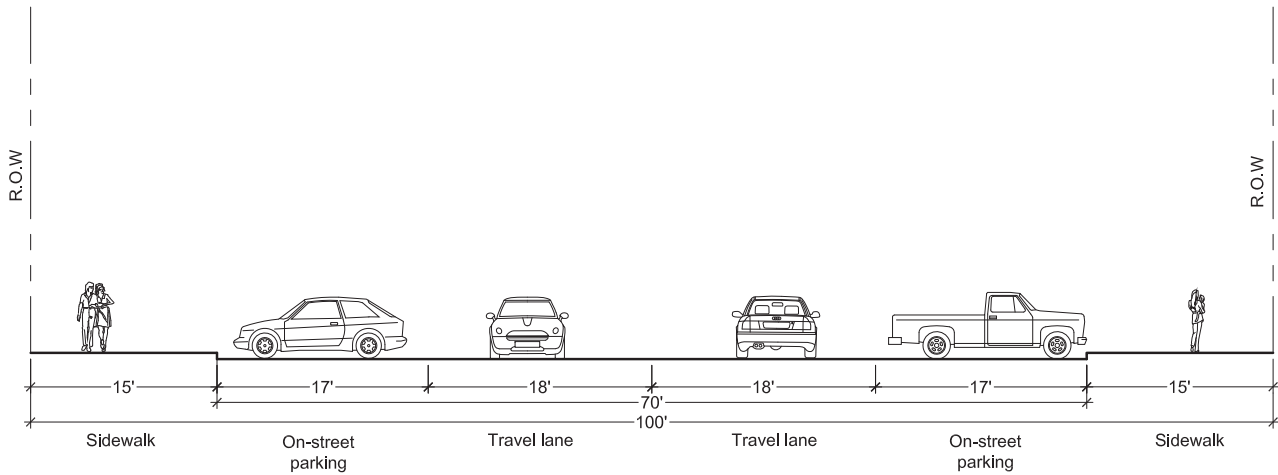 R.O.W
R.O.W
15' 17' 18' 18' 17' 15'
70'
100'
Sidewalk On-street Travel lane Travel lane On-street Sidewalk
parking parking